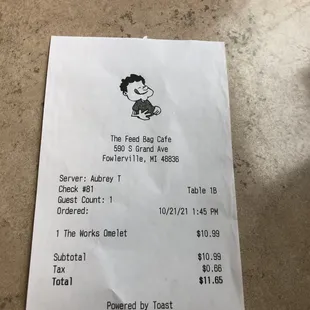 The Feed Bag Cafe
590 S Grand Ave
Fowlerville, MI 48836
Server: Aubrey T
Check #81 Table 1B
Guest Count: 1
Ordered: 10/21/21 1:45 PM
1 The Works Omelet $10.99
Subtotal $10.99
Tax $0.66
Total $11.65
Powered by Toast